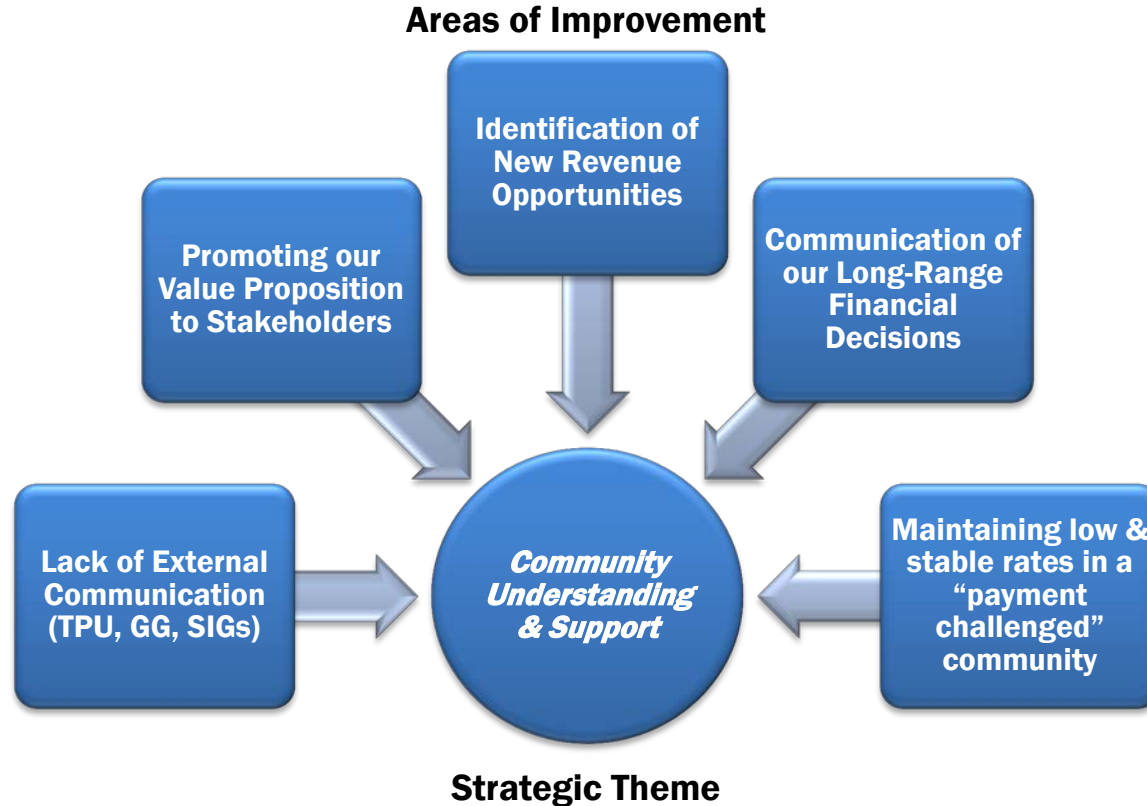 Areas of Improvement
Identification of
New Revenue
Opportunities
Promoting our
Value Proposition
to Stakeholders
Communication of
our Long-Range
Financial
Decisions
Lack of External
Communication
(TPU, GG, SIGs)
Community
Understanding
& Support
Maintaining low &
stable rates in a
“payment
challenged”
community
Strategic Theme